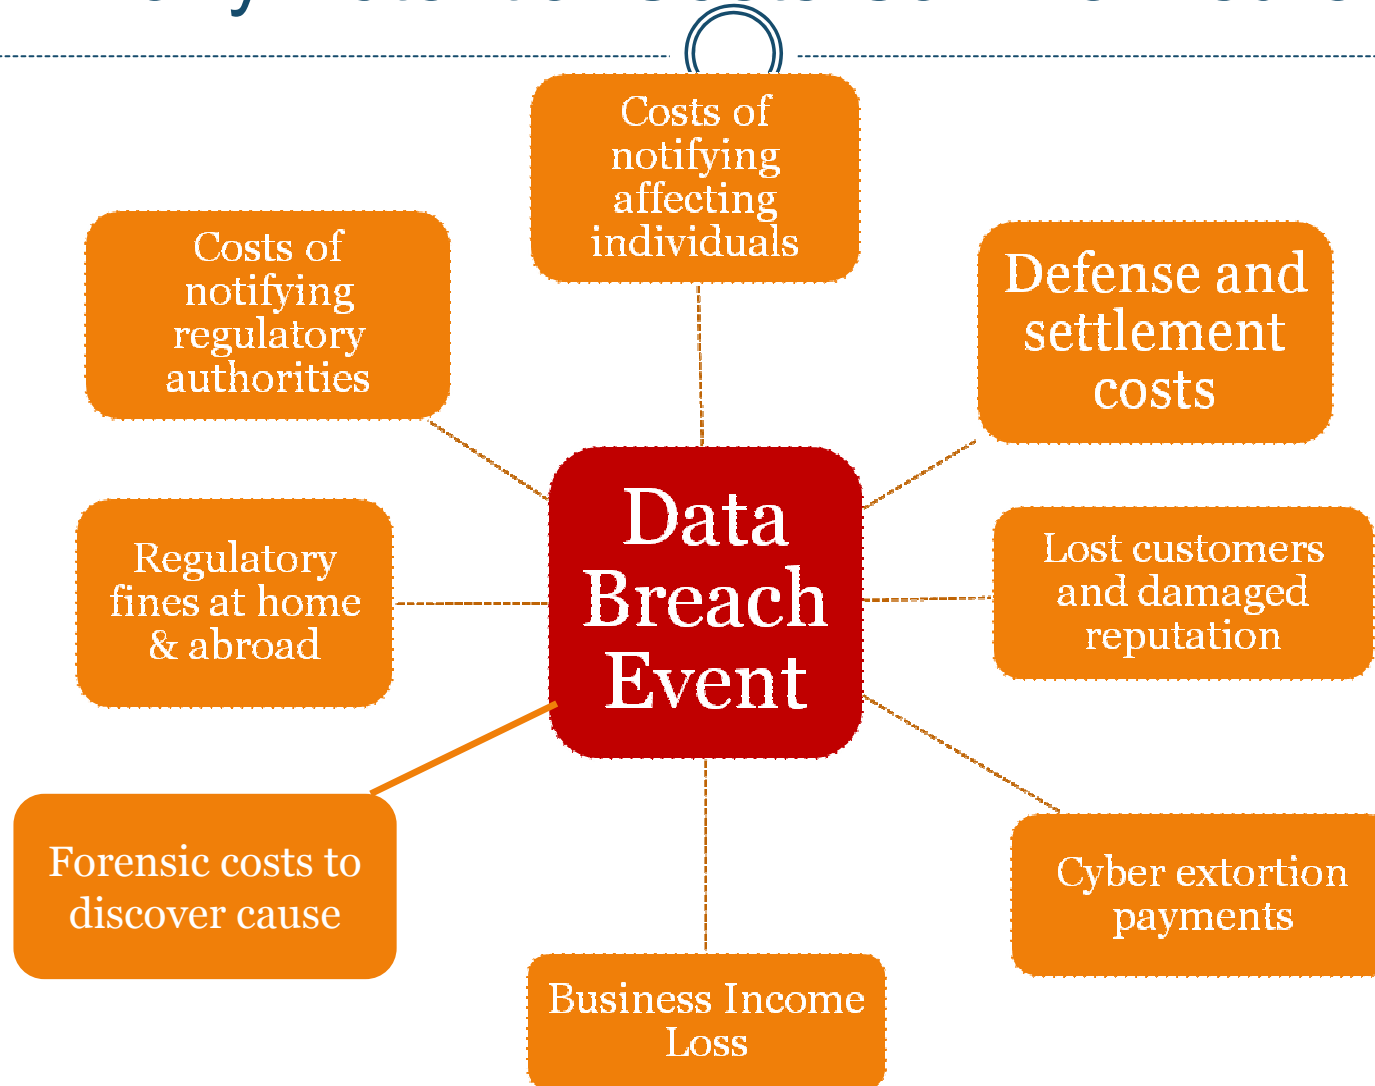 Costs of
notifying
affecting
individuals
Costs of
notifying
regulatory
authorities
Defense and
settlement
costs
Data
Breach
Event
Regulatory
fines at home
& abroad
Lost customers
and damaged
reputation
Forensic costs to
discover cause
Cyber extortion
payments
Business Income
Loss